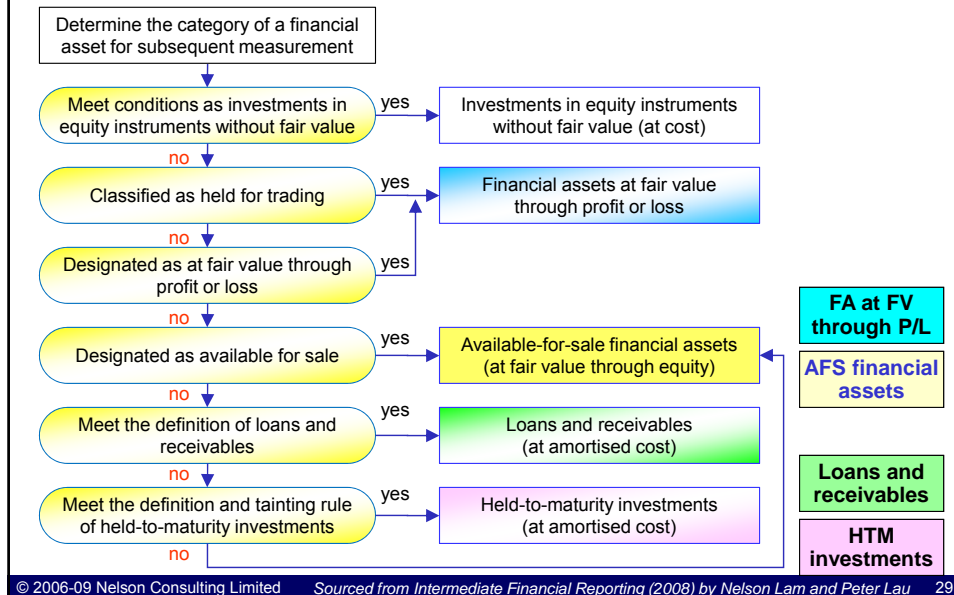 Determine the category of a financial
asset for subsequent measurement
Meet conditions as investments in
equity instruments without fair value
yes
Investments in equity instruments
without fair value (at cost)
no
Classified as held for trading
yes
Financial assets at fair value
through profit or loss
no
Designated as at fair value through
profit or loss
yes
no
Designated as available for sale
yes
Available-for-sale financial assets
(at fair value through equity)
no
Meet the definition of loans and
receivables
yes
Loans and receivables
(at amortised cost)
no
Meet the definition and tainting rule
of held-to-maturity investments
yes
Held-to-maturity investments
(at amortised cost)
no
FA at FV
through P/L
AFS financial
assets
Loans and
receivables
HTM
investments
© 2006-09 Nelson Consulting Limited Sourced from Intermediate Financial Reporting (2008) by Nelson Lam and Peter Lau 29